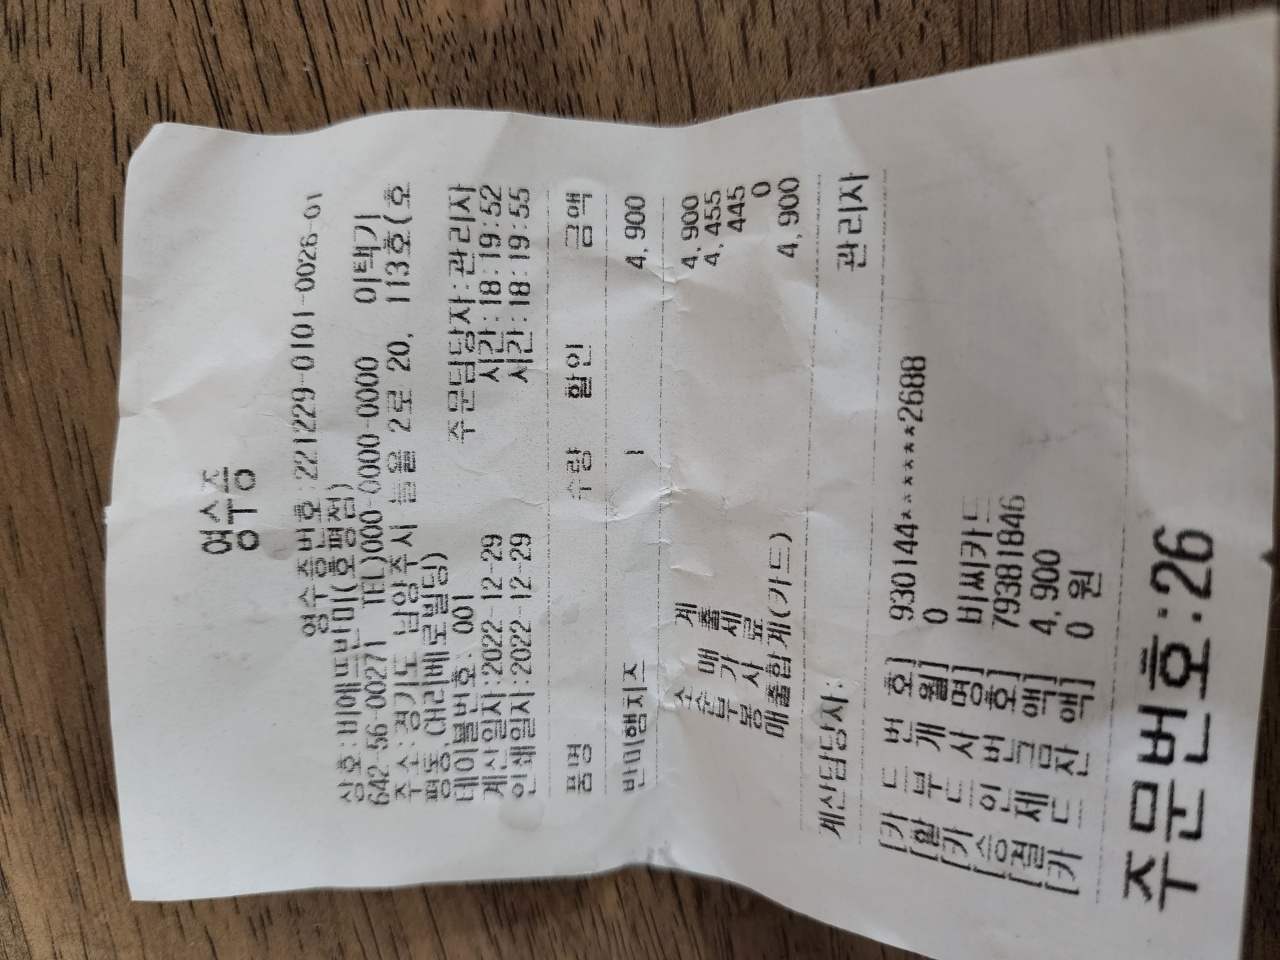 영수증
영수증번호:221229-0101-0026-01
상호:비에뜨반미(호평점)
642-56-00271 TEL)000-0000-0000 이택기
주소:경기도 남양주시 늘을 2로 20, 113호(호
평동,대리베로빌딩)
테이블번호: 001 주문담당자:관리자
계산일자:2022-12-29 시간:18:19:52
인쇄일자:2022-12-29 시간:18:19:55
품명 수량 할인 금액
반미햄치즈 1 4,900
소 계 4,900
순 매 출 4,455
부 가 세 445
봉 사 료 0
매출합계(카드) 4,900
계산담당자: 관리자
[카 드 번 호] 930144*******2688
[할 부 개 월] 0
[카 드 사 명] 비씨카드
[승 인 번 호] 79381846
[결 제 금 액] 4,900
[카 드 잔 액] 0 원
주문번호:26